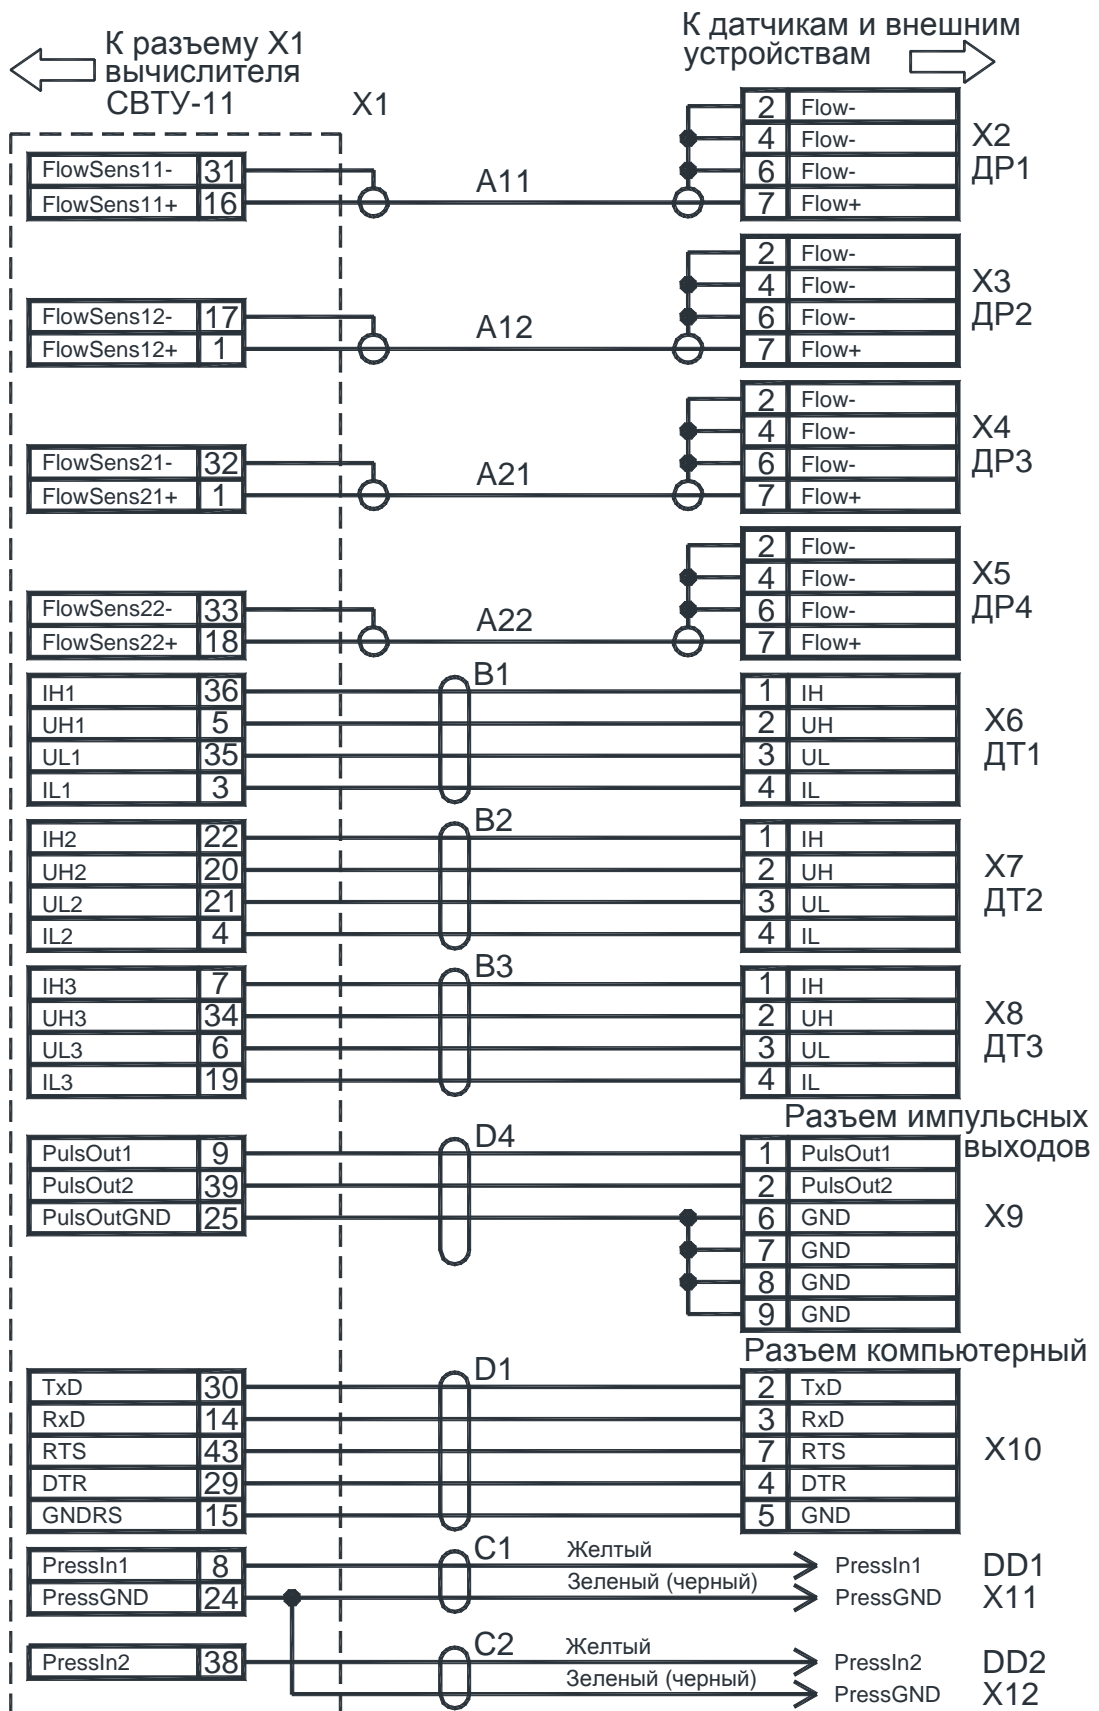 К разъему X1
вычислителя
СВТУ-11
X1
К датчикам и внешним
устройствам
FlowSens11- 31
FlowSens11+ 16
A11
2 Flow-
4 Flow-
6 Flow-
7 Flow+
X2
ДР1
FlowSens12- 17
FlowSens12+ 1
A12
2 Flow-
4 Flow-
6 Flow-
7 Flow+
X3
ДР2
FlowSens21- 32
FlowSens21+ 1
A21
2 Flow-
4 Flow-
6 Flow-
7 Flow+
X4
ДР3
FlowSens22- 33
FlowSens22+ 18
A22
2 Flow-
4 Flow-
6 Flow-
7 Flow+
X5
ДР4
IH1 36
UH1 5
UL1 35
IL1 3
B1
1 IH
2 UH
3 UL
4 IL
X6
ДТ1
IH2 22
UH2 20
UL2 21
IL2 4
B2
1 IH
2 UH
3 UL
4 IL
X7
ДТ2
IH3 7
UH3 34
UL3 6
IL3 19
B3
1 IH
2 UH
3 UL
4 IL
X8
ДТ3
Разъем импульсных
выходов
PulsOut1 9
PulsOut2 39
PulsOutGND 25
D4
1 PulsOut1
2 PulsOut2
6 GND
7 GND
8 GND
9 GND
X9
Разъем компьютерный
TxD 30
RxD 14
RTS 43
DTR 29
GNDRS 15
D1
2 TxD
3 RxD
7 RTS
4 DTR
5 GND
X10
PressIn1 8
PressGND 24
C1
Желтый
Зеленый (черный)
PressIn1
PressGND
DD1
X11
PressIn2 38
C2
Желтый
Зеленый (черный)
PressIn2
PressGND
DD2
X12